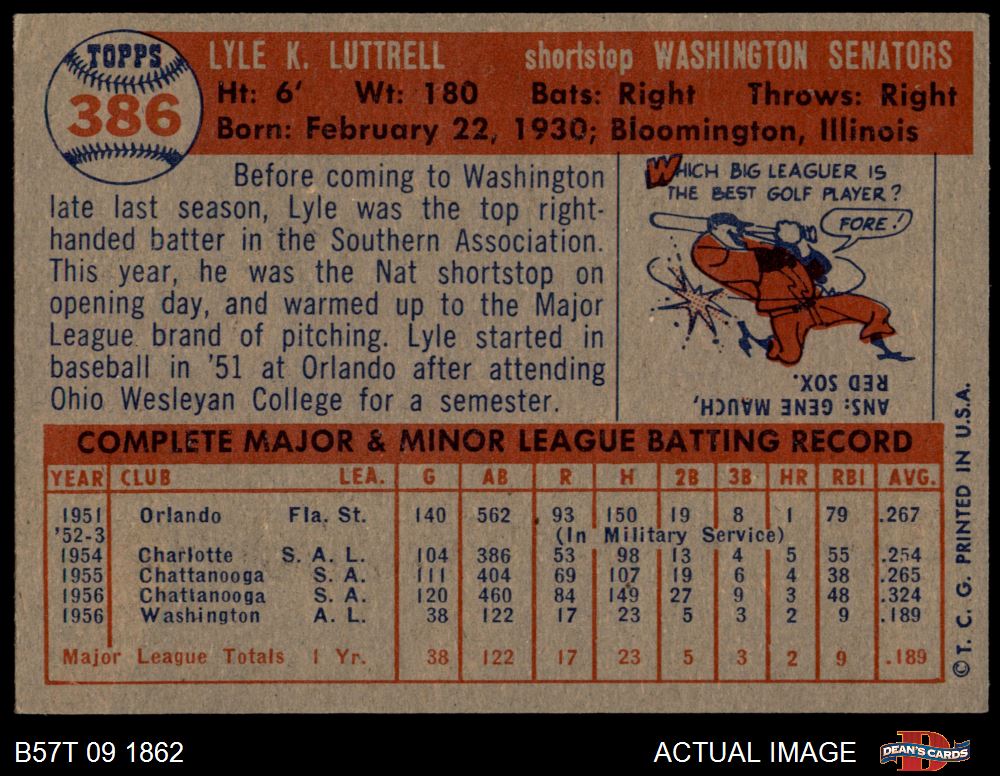 TOPPS
386
LYLE K. LUTTRELL shortstop WASHINGTON SENATORS
Ht: 6' Wt: 180 Bats: Right Throws: Right
Born: February 22, 1930; Bloomington, Illinois
Before coming to Washington
late last season, Lyle was the top right-
handed batter in the Southern Association.
This year, he was the Nat shortstop on
opening day, and warmed up to the Major
League brand of pitching. Lyle started in
baseball in '51 at Orlando after attending
Ohio Wesleyan College for a semester.
WHICH BIG LEAGUER IS
THE BEST GOLF PLAYER?
FORE!
ANS: GENE MAUCH,
RED SOX.
COMPLETE MAJOR & MINOR LEAGUE BATTING RECORD
YEAR CLUB LEA. G AB R H 2B 3B HR RBI AVG.
1951 Orlando Fla. St. 140 562 93 150 19 8 1 79 .267
'52-3 (In Military Service)
1954 Charlotte S. A. L. 104 386 53 98 13 4 5 55 .254
1955 Chattanooga S. A. 111 404 69 107 19 6 4 38 .265
1956 Chattanooga S. A. 120 460 84 149 27 9 3 48 .324
1956 Washington A. L. 38 122 17 23 5 3 2 9 .189
Major League Totals 1 Yr. 38 122 17 23 5 3 2 9 .189
© T. C. G. PRINTED IN U.S.A.
B57T 09 1862
ACTUAL IMAGE
DEAN'S CARDS